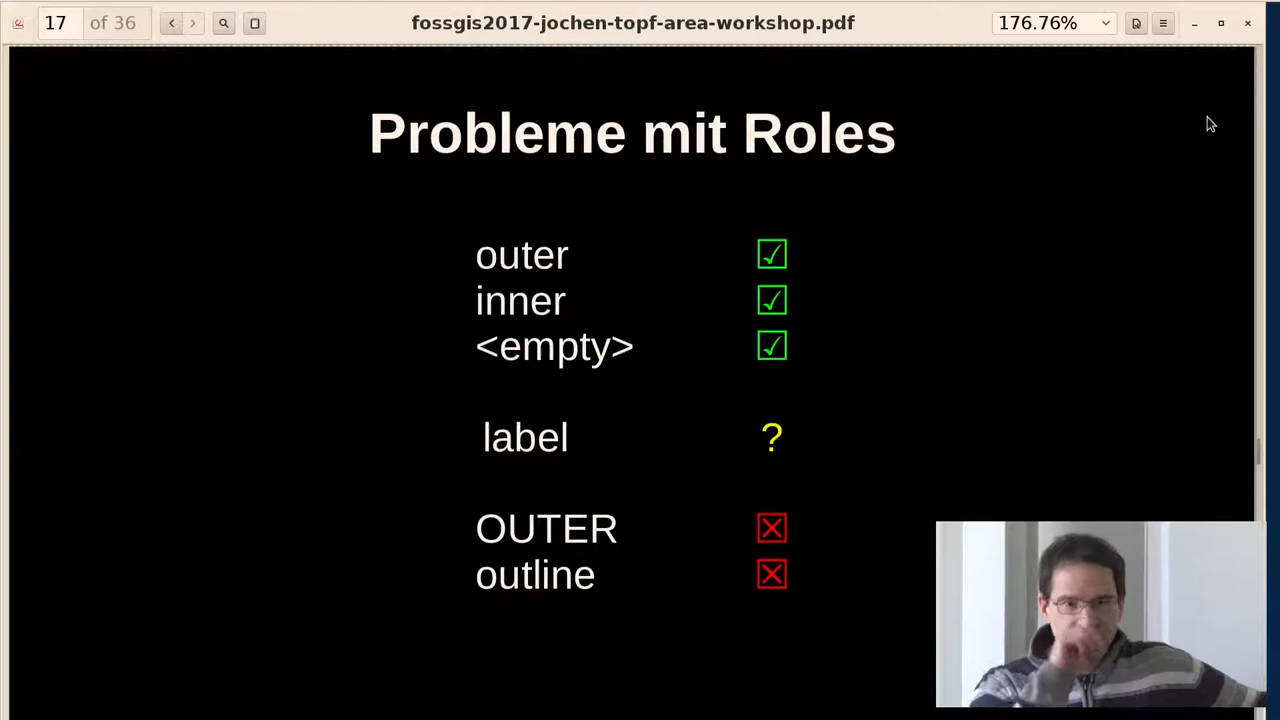 17 of 36
fossgis2017-jochen-topf-area-workshop.pdf
176.76%
Probleme mit Roles
outer ☑
inner ☑
<empty> ☑
label ?
OUTER ☒
outline ☒